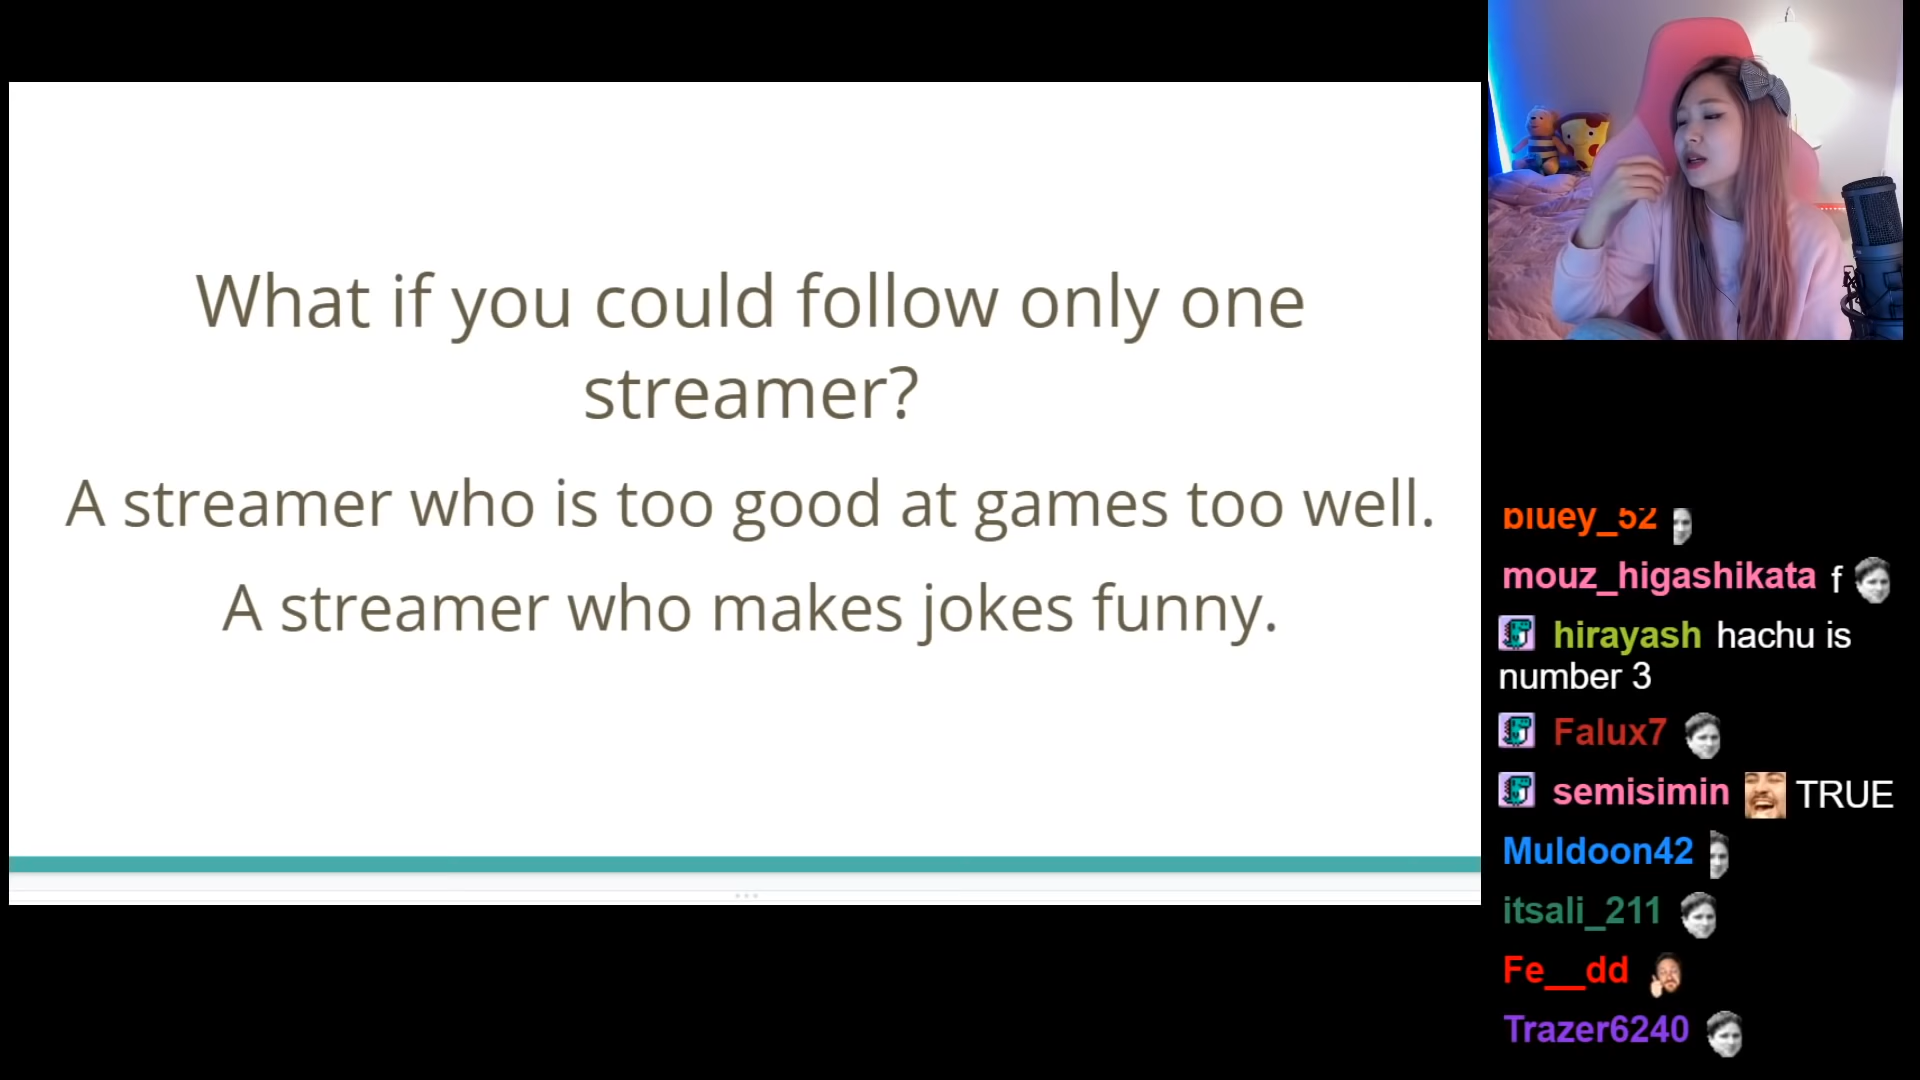 What if you could follow only one
streamer?
A streamer who is too good at games too well.
A streamer who makes jokes funny.
bluey_52
mouz_higashikata f
hirayash hachu is
number 3
Falux7
semisimin TRUE
Muldoon42
itsali_211
Fe__dd
Trazer6240